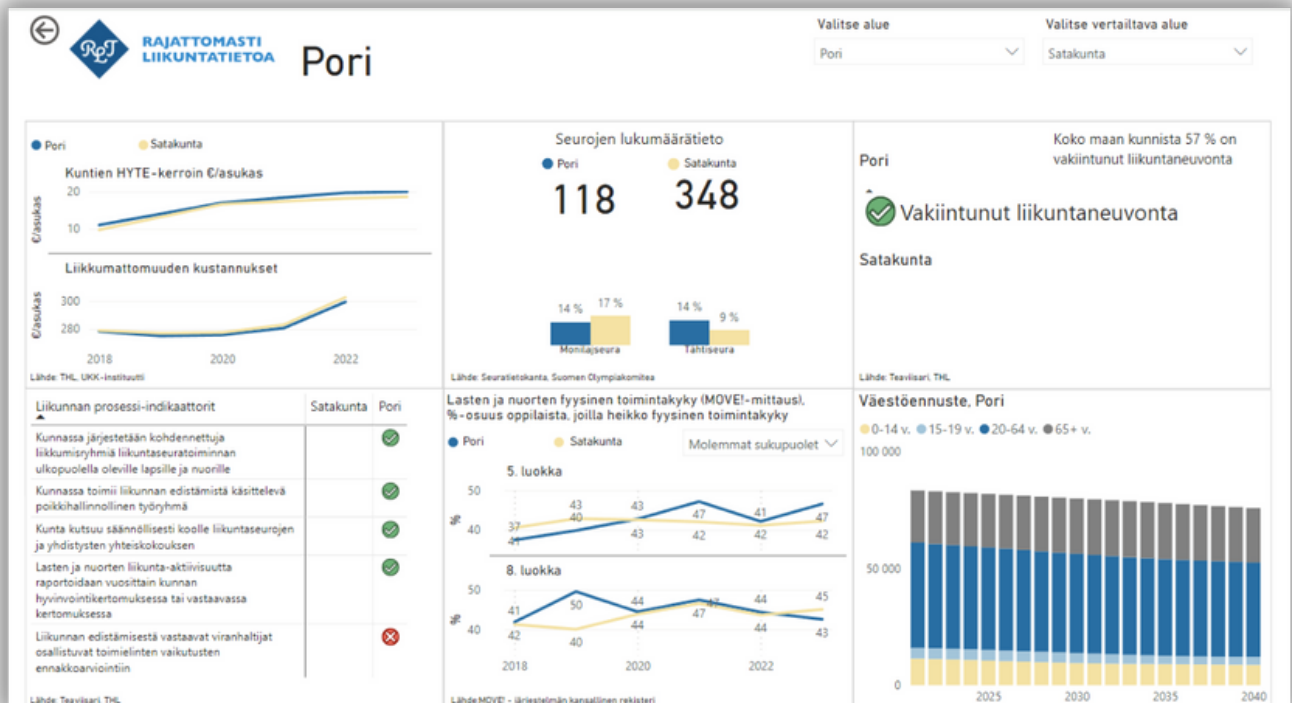 RAJATTOMASTI
LIIKUNTATIETOA
Pori
Valitse alue
Pori
Valitse vertailtava alue
Satakunta
Pori
Satakunta
Kuntien HYTE-kerroin €/asukas
€/asukas
20
10
Liikkumattomuuden kustannukset
€/asukas
300
280
2018
2020
2022
Lähde: THL, UKK-instituutti
Seurojen lukumäärätieto
Pori
Satakunta
118
348
14 %
17 %
14 %
9 %
Monilajiseura
Tähtiseura
Lähde: Seuratietokanta, Suomen Olympiakomitea
Koko maan kunnista 57 % on
vakiintunut liikuntaneuvonta
Pori
Vakiintunut liikuntaneuvonta
Satakunta
Lähde: Teaviisari, THL
Liikunnan prosessi-indikaattorit
Satakunta
Pori
Kunnassa järjestetään kohdennettuja
liikkumisryhmiä liikuntaseuratoiminnan
ulkopuolella oleville lapsille ja nuorille
Kunnassa toimii liikunnan edistämistä käsittelevä
poikkihallinnollinen työryhmä
Kunta kutsuu säännöllisesti koolle liikuntaseurojen
ja yhdistysten yhteiskokouksen
Lasten ja nuorten liikunta-aktiivisuutta
raportoidaan vuosittain kunnan
hyvinvointikertomuksessa tai vastaavassa
kertomuksessa
Liikunnan edistämisestä vastaavat viranhaltijat
osallistuvat toimielinten vaikutusten
ennakkoarviointiin
Lähde: Teaviisari, THL
Lasten ja nuorten fyysinen toimintakyky (MOVE!-mittaus),
%-osuus oppilaista, joilla heikko fyysinen toimintakyky
Pori
Satakunta
Molemmat sukupuolet
5. luokka
50
%
40
37
43
43
41
40
47
47
41
43
42
42
42
8. luokka
50
%
40
41
50
44
47
44
45
42
40
44
47
44
43
2018
2020
2022
Lähde MOVE! - järjestelmän kansallinen rekisteri
Väestöennuste, Pori
0-14 v.
15-19 v.
20-64 v.
65+ v.
100 000
50 000
0
2025
2030
2035
2040